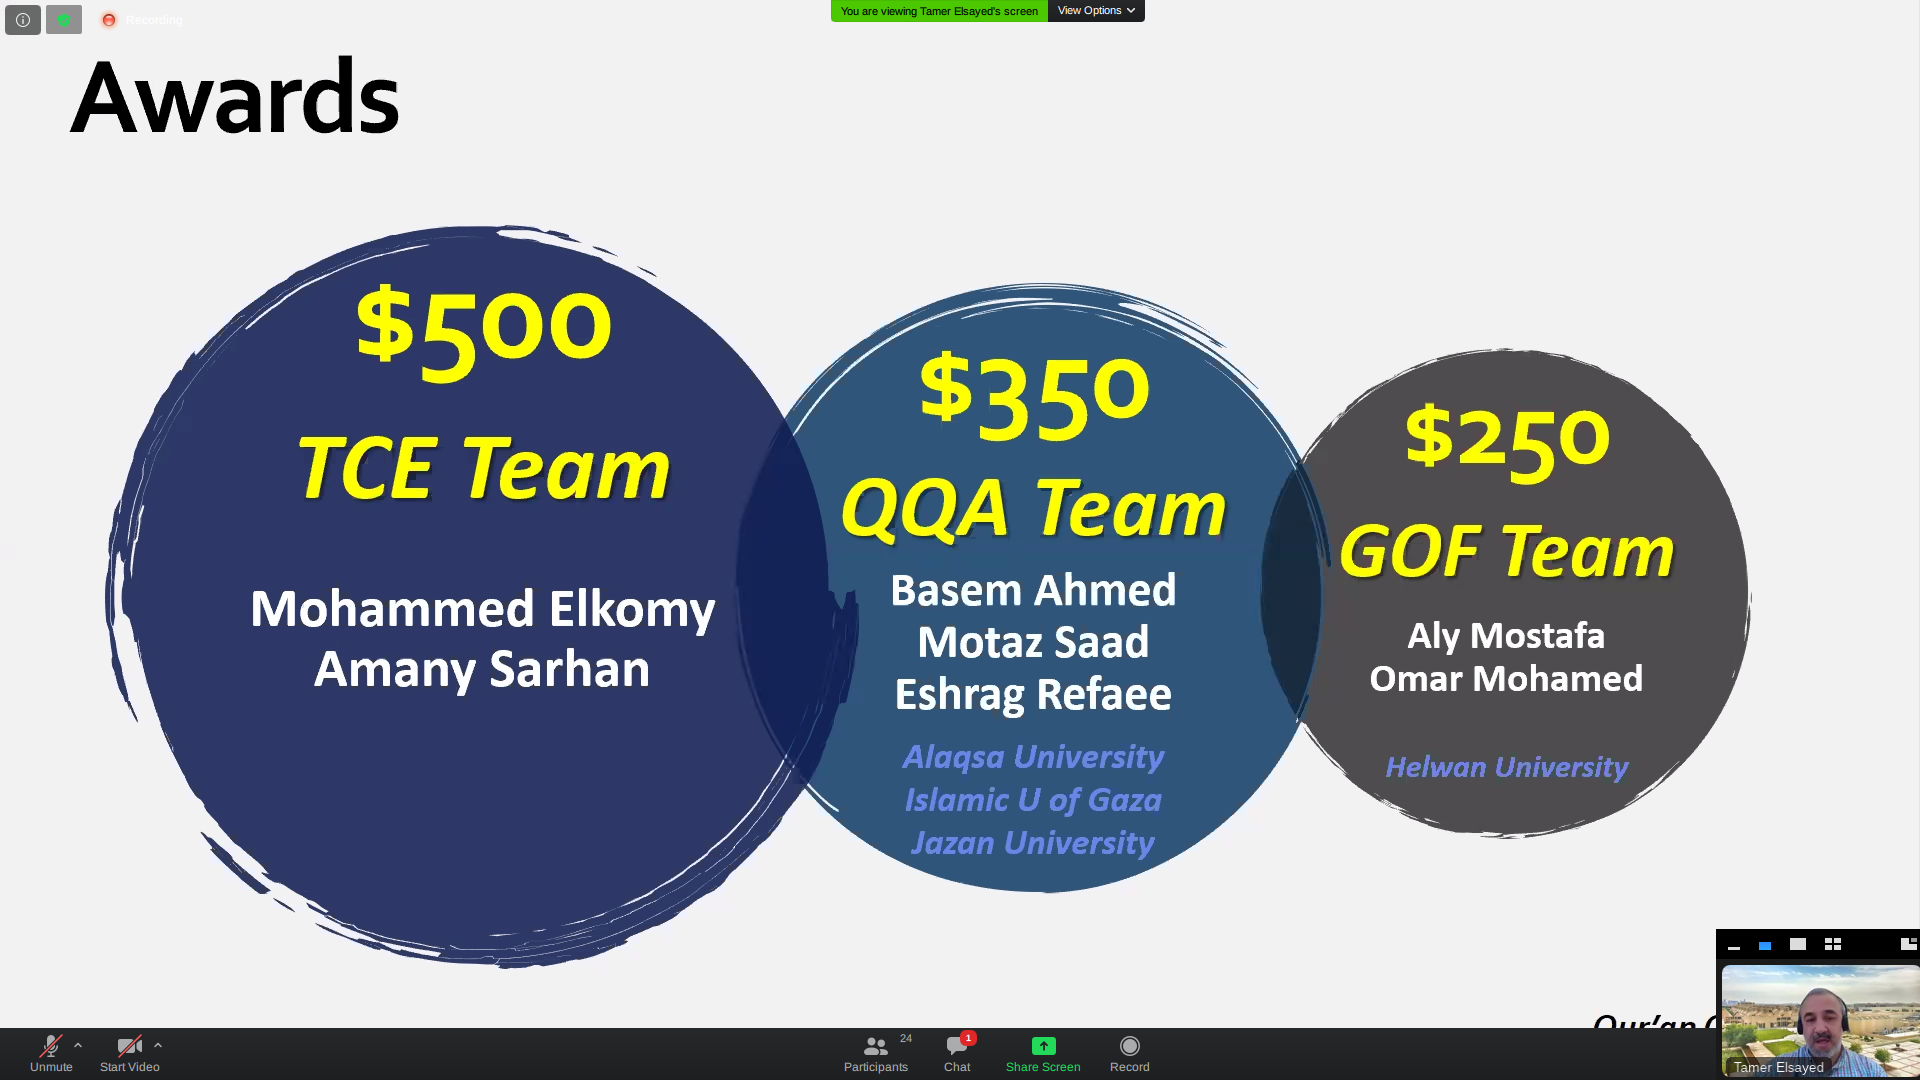 Recording
You are viewing Tamer Elsayed's screen
View Options
Awards
$500
TCE Team
Mohammed Elkomy
Amany Sarhan
$350
QQA Team
Basem Ahmed
Motaz Saad
Eshrag Refaee
Alaqsa University
Islamic U of Gaza
Jazan University
$250
GOF Team
Aly Mostafa
Omar Mohamed
Helwan University
Qur'an
Tamer Elsayed
Unmute
Start Video
Participants
24
Chat
1
Share Screen
Record